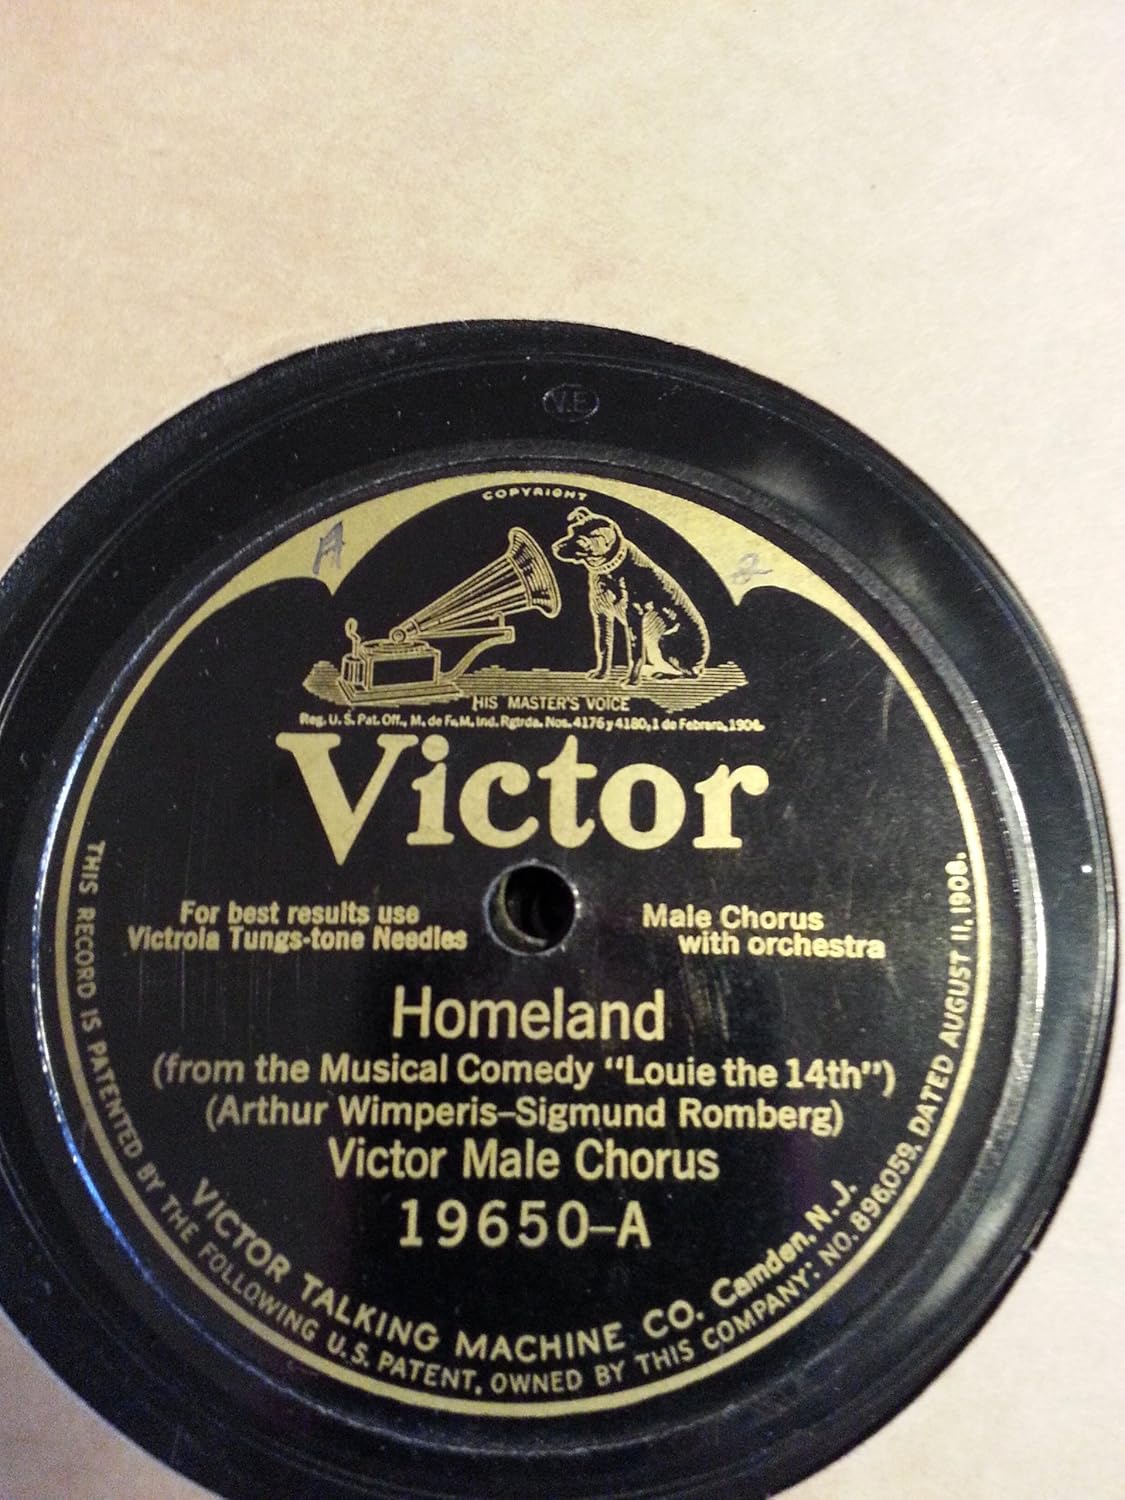 V.E.
COPYRIGHT
A
2
HIS MASTER'S VOICE
Reg. U. S. Pat. Off., M. de F. M. Ind. Rgtrda. Nos. 4176 y 4180, 1 de Febrero, 1904.
Victor
For best results use
Victrola Tungs-tone Needles
Male Chorus
with orchestra
Homeland
(from the Musical Comedy "Louie the 14th")
(Arthur Wimperis–Sigmund Romberg)
Victor Male Chorus
19650–A
VICTOR TALKING MACHINE CO. Camden, N. J.
THIS RECORD IS PATENTED BY THE FOLLOWING U.S. PATENT, OWNED BY THIS COMPANY: NO. 896,059, DATED AUGUST 11, 1908.